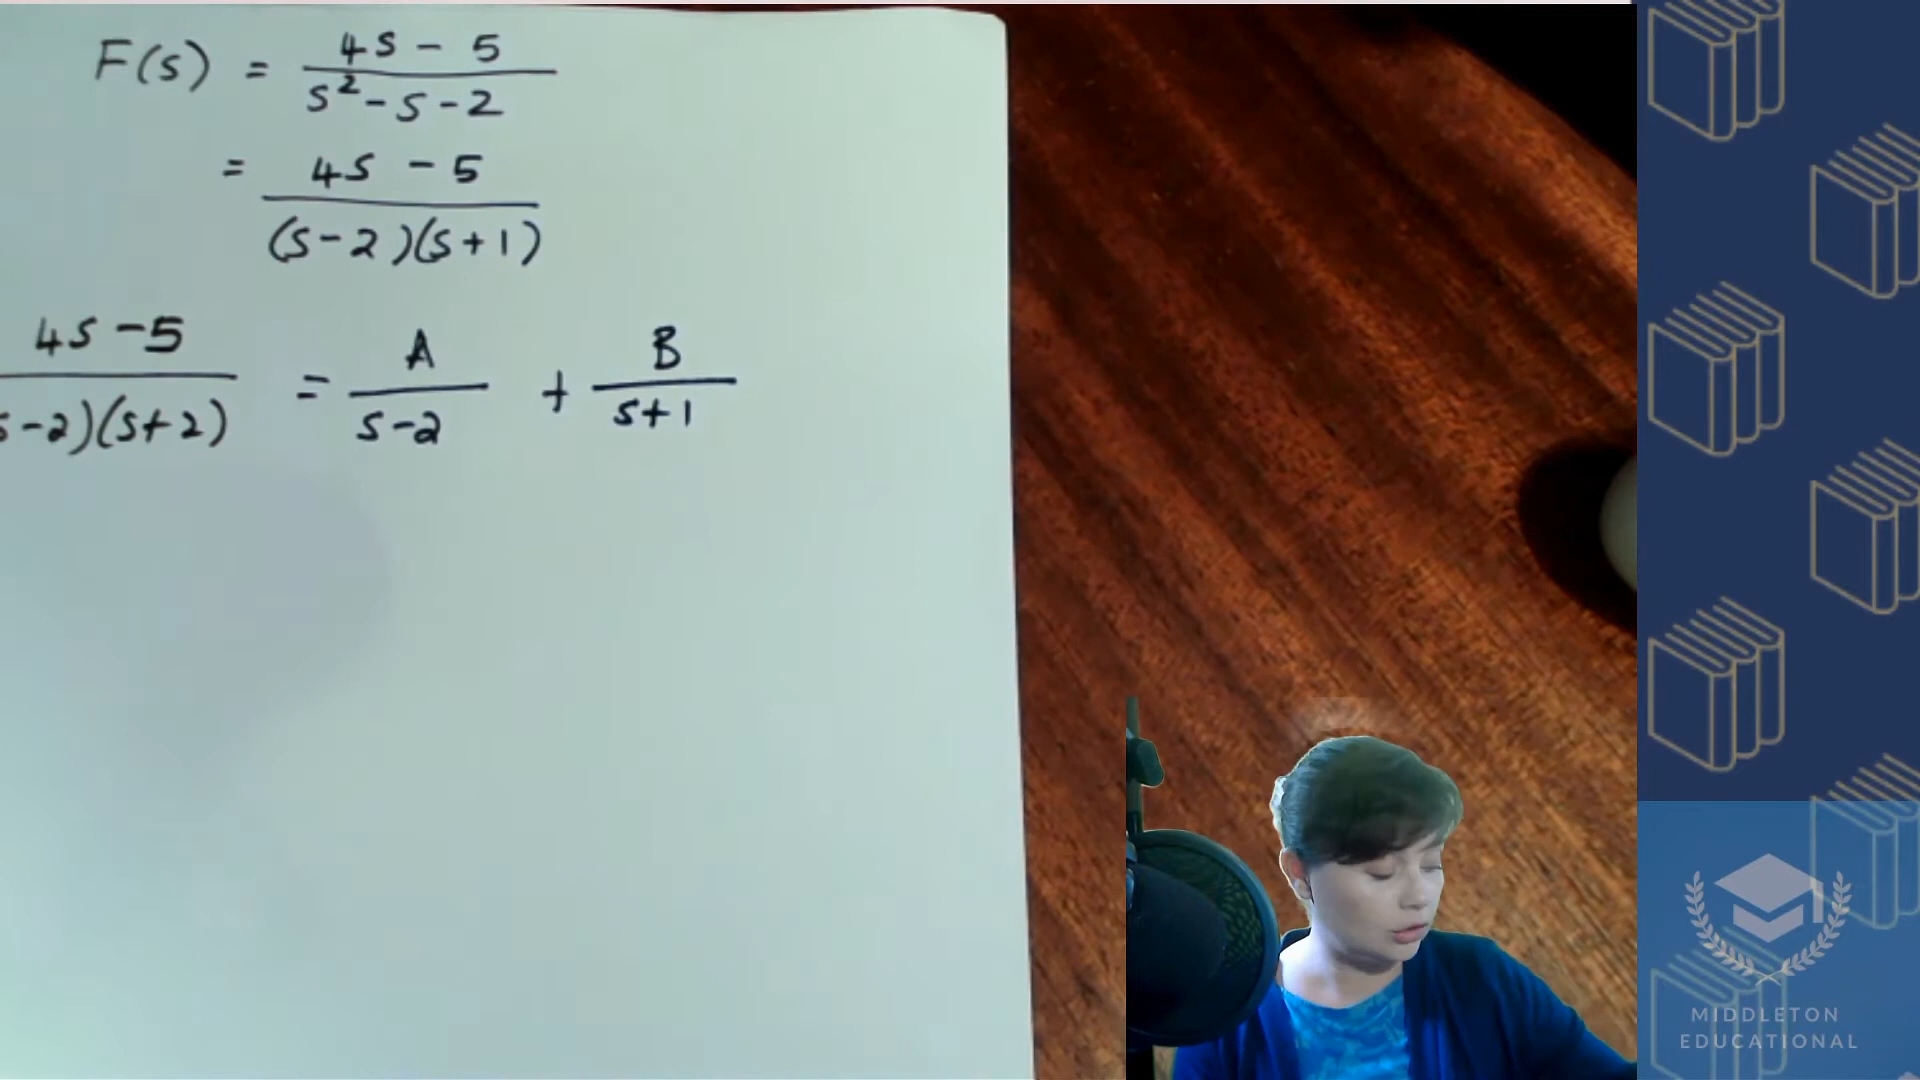 F(s) = 4s - 5
s² - s - 2
= 4s - 5
(s-2)(s+1)
4s - 5 = A + B
s-2)(s+2) s-2 s+1
MIDDLETON
EDUCATIONAL